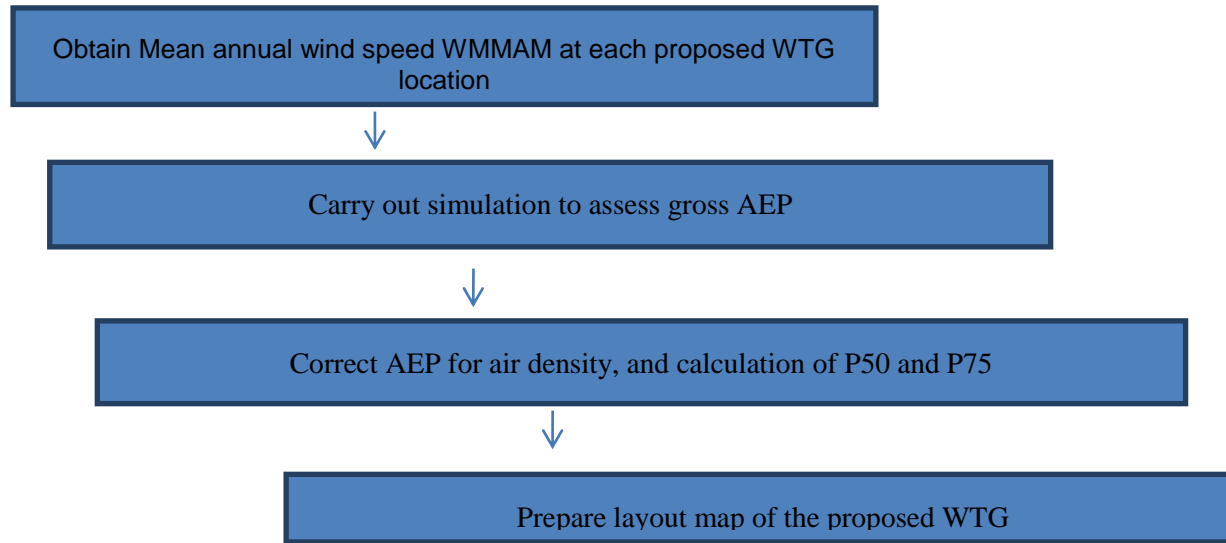 Obtain Mean annual wind speed WMMAM at each proposed WTG
location
Carry out simulation to assess gross AEP
Correct AEP for air density, and calculation of P50 and P75
Prepare layout map of the proposed WTG